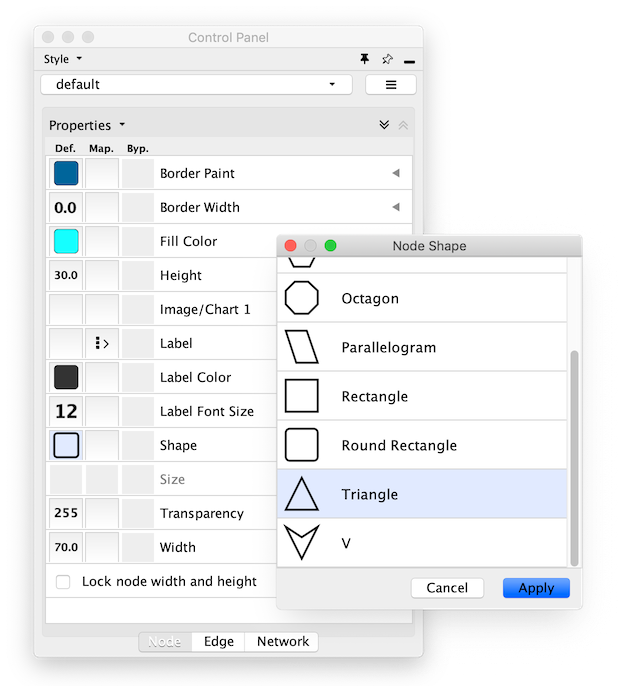 Control Panel
Style
default
Properties
Def. Map. Byp.
Border Paint
0.0 Border Width
Fill Color
30.0 Height
Image/Chart 1
Label
Label Color
12 Label Font Size
Shape
Size
255 Transparency
70.0 Width
Lock node width and height
Node Edge Network
Node Shape
Octagon
Parallelogram
Rectangle
Round Rectangle
Triangle
V
Cancel Apply